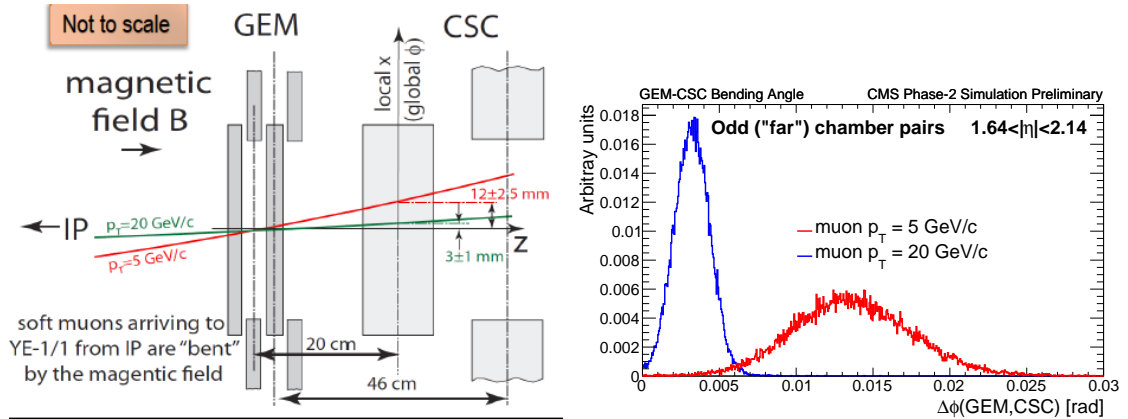 Not to scale
GEM
CSC
magnetic
field B
local x
(global ϕ)
12±2.5 mm
p_T=20 GeV/c
IP
p_T=5 GeV/c
z
3±1 mm
soft muons arriving to
YE-1/1 from IP are "bent"
by the magentic field
20 cm
46 cm
GEM-CSC Bending Angle
CMS Phase-2 Simulation Preliminary
Arbitray units
0.018
0.016
0.014
0.012
0.01
0.008
0.006
0.004
0.002
0
Odd ("far") chamber pairs 1.64<|η|<2.14
muon p_T = 5 GeV/c
muon p_T = 20 GeV/c
0 0.005 0.01 0.015 0.02 0.025 0.03
Δϕ(GEM,CSC) [rad]